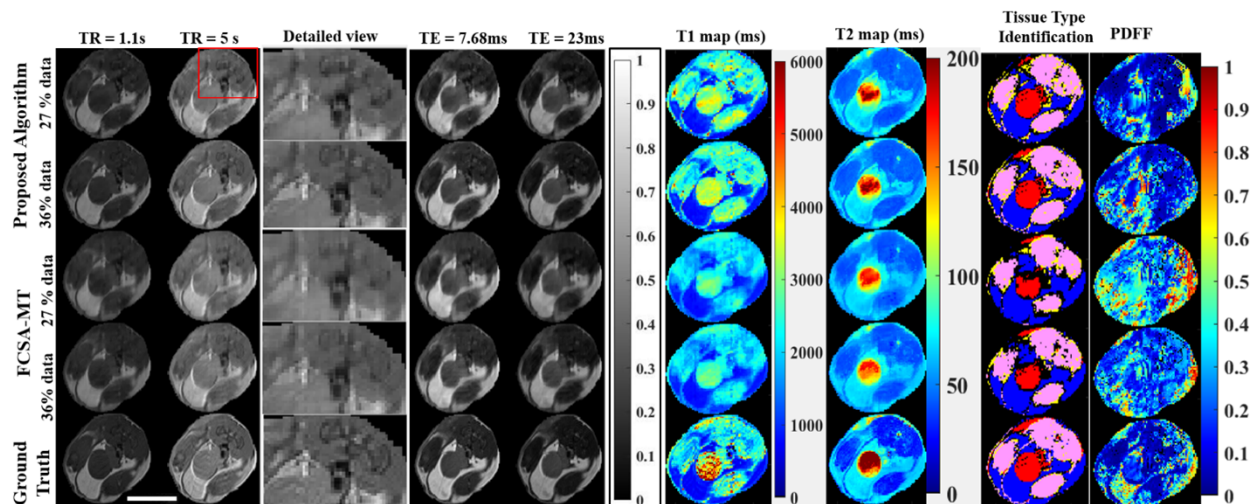 TR = 1.1s
TR = 5 s
Detailed view
TE = 7.68ms
TE = 23ms
T1 map (ms)
T2 map (ms)
Tissue Type
Identification
PDFF
Proposed Algorithm
27 % data
36% data
FCSA-MT
27 % data
36% data
Ground
Truth
1
0.9
0.8
0.7
0.6
0.5
0.4
0.3
0.2
0.1
0
6000
5000
4000
3000
2000
1000
0
200
150
100
50
0
1
0.9
0.8
0.7
0.6
0.5
0.4
0.3
0.2
0.1
0